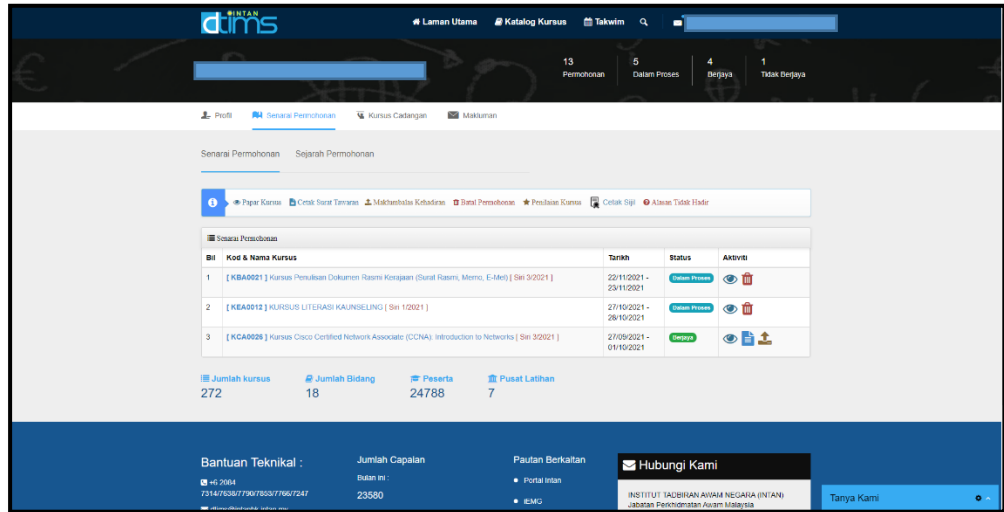 INTAN
dtims
Laman Utama
Katalog Kursus
Takwim
13
Permohonan
5
Dalam Proses
4
Berjaya
1
Tidak Berjaya
Profil
Senarai Permohonan
Kursus Cadangan
Makluman
Senarai Permohonan
Sejarah Permohonan
Papar Kursus Cetak Surat Tawaran Maklumbalas Kehadiran Batal Permohonan Penilaian Kursus Cetak Sijil Alasan Tidak Hadir
Senarai Permohonan
Bil Kod & Nama Kursus Tarikh Status Aktiviti
1 [ KBA0021 ] Kursus Penulisan Dokumen Rasmi Kerajaan (Surat Rasmi, Memo, E-Mel) [ Siri 3/2021 ] 22/11/2021 - Dalam Proses
23/11/2021
2 [ KEA0012 ] KURSUS LITERASI KAUNSELING [ Siri 1/2021 ] 27/10/2021 - Dalam Proses
28/10/2021
3 [ KCA0026 ] Kursus Cisco Certified Network Associate (CCNA): Introduction to Networks [ Siri 3/2021 ] 27/09/2021 - Berjaya
01/10/2021
Jumlah kursus
272
Jumlah Bidang
18
Peserta
24788
Pusat Latihan
7
Bantuan Teknikal :
+6 2084
7314/7638/7790/7853/7766/7247
Jumlah Capaian
Bulan ini :
23580
Pautan Berkaitan
Portal Intan
iEMG
Hubungi Kami
INSTITUT TADBIRAN AWAM NEGARA (INTAN)
Jabatan Perkhidmatan Awam Malaysia
Tanya Kami